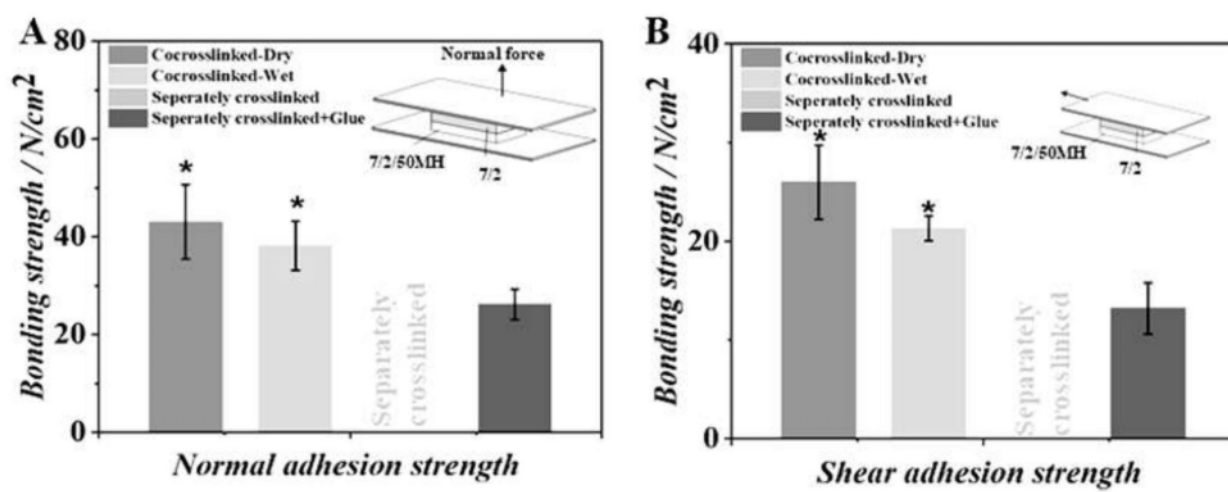 A
80
60
40
20
0
Bonding strength / N/cm2
Cocrosslinked-Dry
Cocrosslinked-Wet
Seperately crosslinked
Seperately crosslinked+Glue
Normal force
7/2/50MH
7/2
*
*
Separately
crosslinked
Normal adhesion strength
B
40
20
0
Bonding strength / N/cm2
Cocrosslinked-Dry
Cocrosslinked-Wet
Seperately crosslinked
Seperately crosslinked+Glue
7/2/50MH
7/2
*
*
Separately
crosslinked
Shear adhesion strength